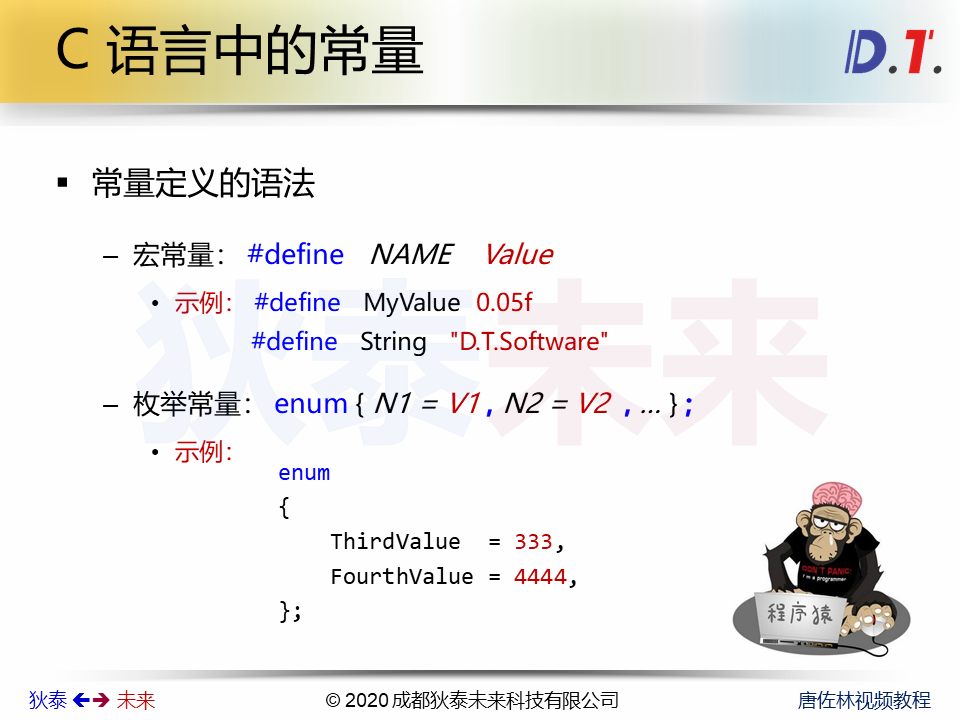 C 语言中的常量
D.T.
▪ 常量定义的语法
– 宏常量： #define NAME Value
• 示例： #define MyValue 0.05f
#define String "D.T.Software"
– 枚举常量： enum { N1 = V1 , N2 = V2 , … } ;
• 示例：
enum
{
ThirdValue = 333,
FourthValue = 4444,
};
狄泰未来
DON'T PANIC!
I'm a programmer
程序猿
狄泰 未来
© 2020 成都狄泰未来科技有限公司
唐佐林视频教程